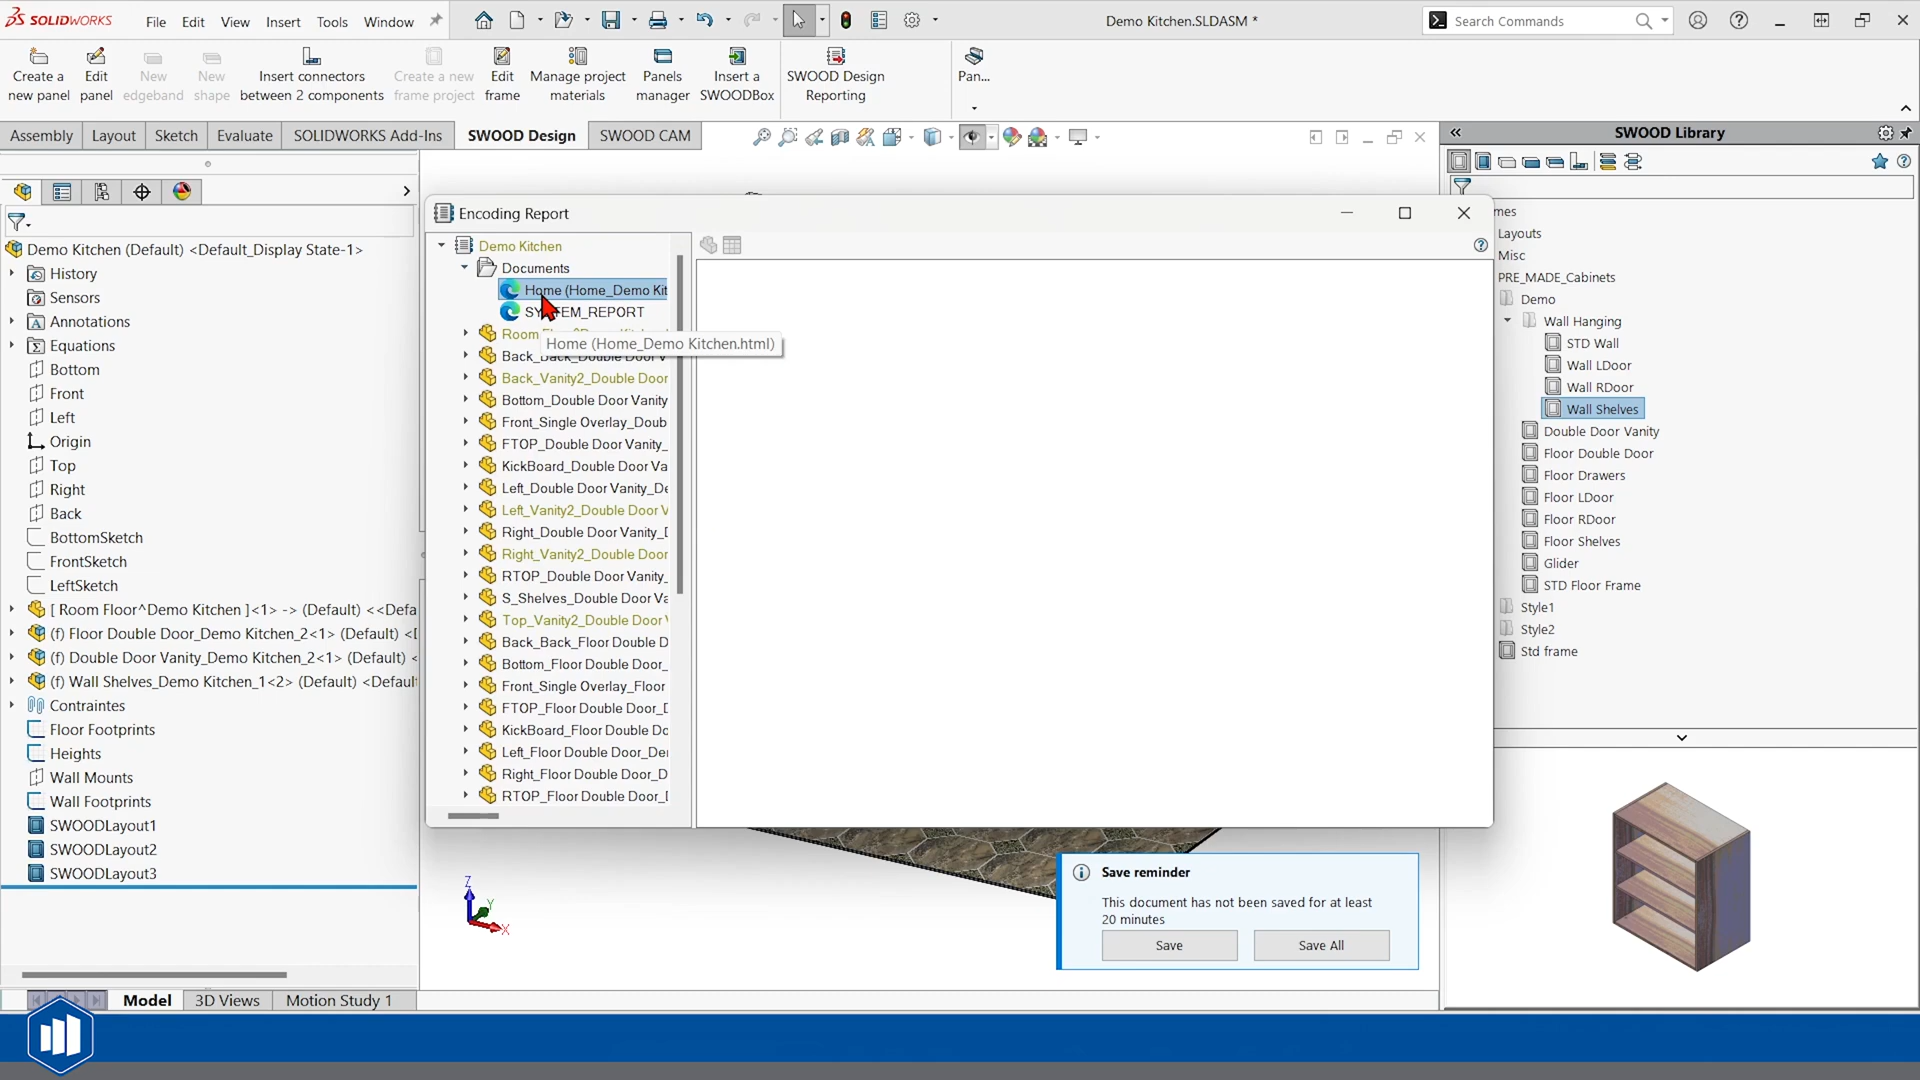 SOLIDWORKS File Edit View Insert Tools Window
Demo Kitchen.SLDASM *
Search Commands
Create a new panel
Edit panel
New edgeband
New shape
Insert connectors between 2 components
Create a new frame project
Edit frame
Manage project materials
Panels manager
Insert a SWOODBox
SWOOD Design Reporting
Pan...
Assembly Layout Sketch Evaluate SOLIDWORKS Add-Ins SWOOD Design SWOOD CAM
Demo Kitchen (Default) <Default_Display State-1>
History
Sensors
Annotations
Equations
Bottom
Front
Left
Origin
Top
Right
Back
BottomSketch
FrontSketch
LeftSketch
[ Room Floor^Demo Kitchen ]<1> -> (Default) <<Defa
(f) Floor Double Door_Demo Kitchen_2<1> (Default) <[
(f) Double Door Vanity_Demo Kitchen_2<1> (Default) <
(f) Wall Shelves_Demo Kitchen_1<2> (Default) <Defaul
Contraintes
Floor Footprints
Heights
Wall Mounts
Wall Footprints
SWOODLayout1
SWOODLayout2
SWOODLayout3
Model 3D Views Motion Study 1
Encoding Report
Demo Kitchen
Documents
Home (Home_Demo Kit
SYSTEM_REPORT
Room
Home (Home_Demo Kitchen.html)
Back_Back_Double Door V
Back_Vanity2_Double Door
Bottom_Double Door Vanity
Front_Single Overlay_Doub
FTOP_Double Door Vanity_
KickBoard_Double Door Va
Left_Double Door Vanity_De
Left_Vanity2_Double Door V
Right_Double Door Vanity_D
Right_Vanity2_Double Door
RTOP_Double Door Vanity_
S_Shelves_Double Door Va
Top_Vanity2_Double Door V
Back_Back_Floor Double D
Bottom_Floor Double Door_
Front_Single Overlay_Floor
FTOP_Floor Double Door_D
KickBoard_Floor Double Do
Left_Floor Double Door_De
Right_Floor Double Door_D
RTOP_Floor Double Door_D
Z
Y
X
Save reminder
This document has not been saved for at least
20 minutes
Save Save All
SWOOD Library
mes
Layouts
Misc
PRE_MADE_Cabinets
Demo
Wall Hanging
STD Wall
Wall LDoor
Wall RDoor
Wall Shelves
Double Door Vanity
Floor Double Door
Floor Drawers
Floor LDoor
Floor RDoor
Floor Shelves
Glider
STD Floor Frame
Style1
Style2
Std frame